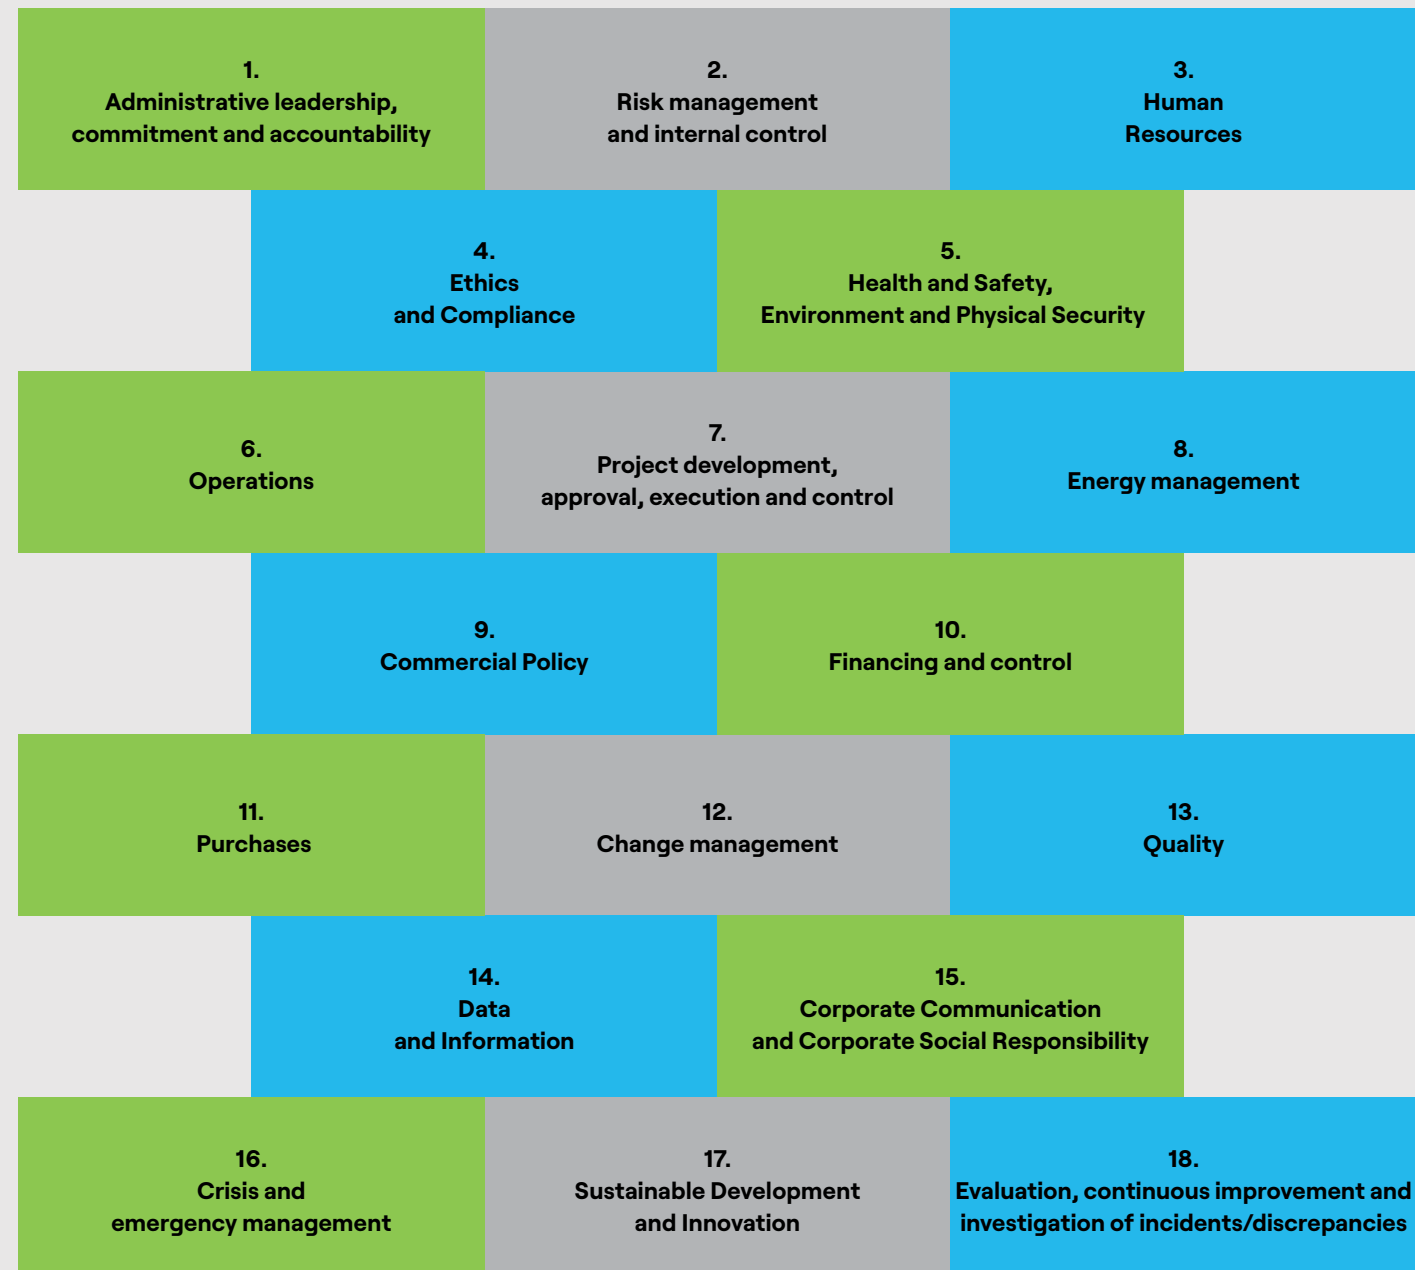 1.
Administrative leadership,
commitment and accountability
2.
Risk management
and internal control
3.
Human
Resources
4.
Ethics
and Compliance
5.
Health and Safety,
Environment and Physical Security
6.
Operations
7.
Project development,
approval, execution and control
8.
Energy management
9.
Commercial Policy
10.
Financing and control
11.
Purchases
12.
Change management
13.
Quality
14.
Data
and Information
15.
Corporate Communication
and Corporate Social Responsibility
16.
Crisis and
emergency management
17.
Sustainable Development
and Innovation
18.
Evaluation, continuous improvement and
investigation of incidents/discrepancies